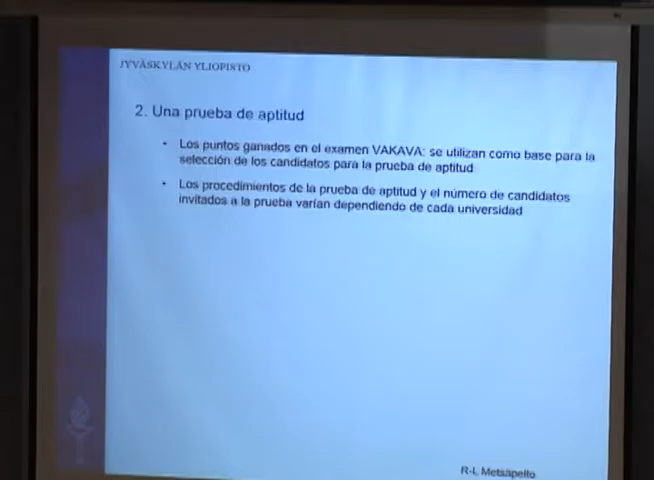 JYVÄSKYLÄN YLIOPISTO
2. Una prueba de aptitud
• Los puntos ganados en el examen VAKAVA: se utilizan como base para la
selección de los candidatos para la prueba de aptitud
• Los procedimientos de la prueba de aptitud y el número de candidatos
invitados a la prueba varían dependiendo de cada universidad
R-L Metsäpelto